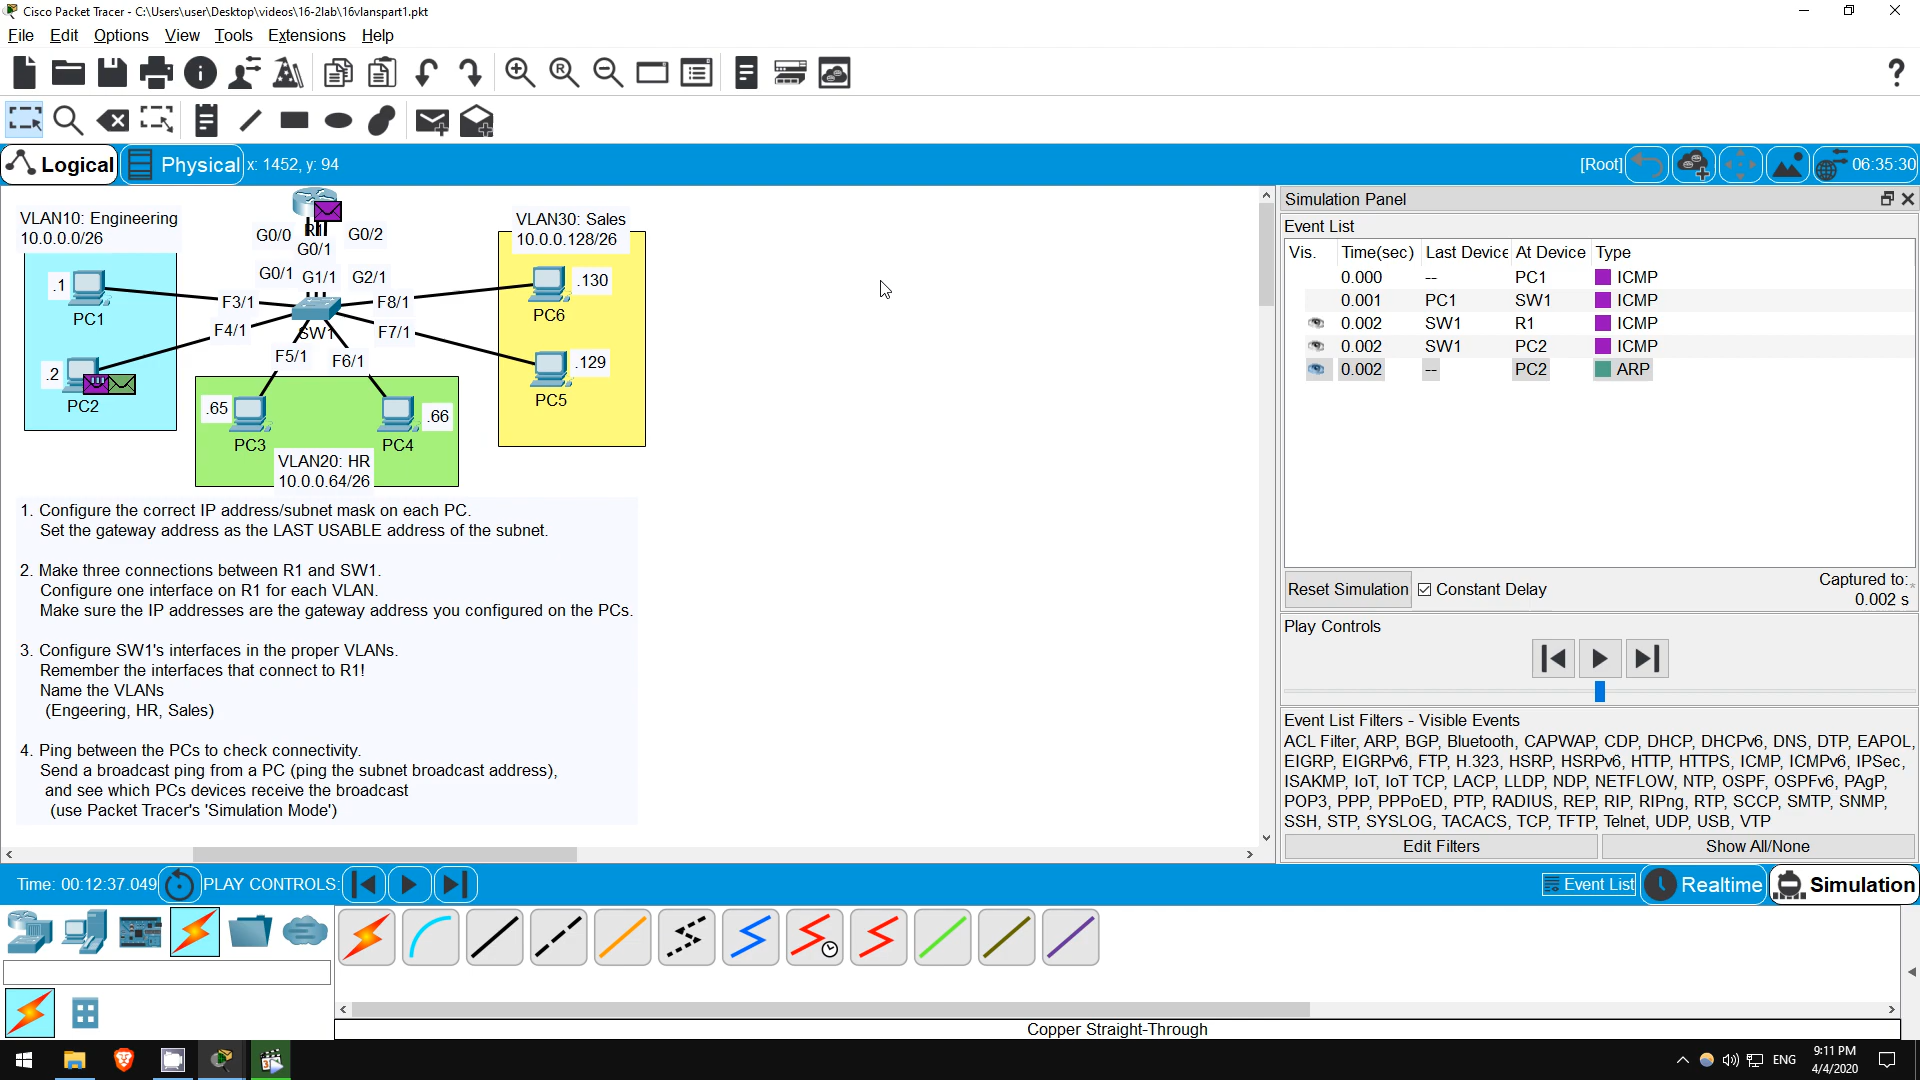 Cisco Packet Tracer - C:\Users\user\Desktop\videos\16-2lab\16vlanspart1.pkt
File Edit Options View Tools Extensions Help
?
Logical Physical x: 1452, y: 94 [Root] 06:35:30
VLAN10: Engineering
10.0.0.0/26
R1
G0/0 G0/2
G0/1
G0/1 G1/1 G2/1
VLAN30: Sales
10.0.0.128/26
.1
PC1
F3/1
F4/1
SW1
F8/1
F7/1
F5/1
F6/1
.130
PC6
.129
PC5
.2
PC2
.65
PC3
.66
PC4
VLAN20: HR
10.0.0.64/26
1. Configure the correct IP address/subnet mask on each PC.
Set the gateway address as the LAST USABLE address of the subnet.
2. Make three connections between R1 and SW1.
Configure one interface on R1 for each VLAN.
Make sure the IP addresses are the gateway address you configured on the PCs.
3. Configure SW1's interfaces in the proper VLANs.
Remember the interfaces that connect to R1!
Name the VLANs
(Engeering, HR, Sales)
4. Ping between the PCs to check connectivity.
Send a broadcast ping from a PC (ping the subnet broadcast address),
and see which PCs devices receive the broadcast
(use Packet Tracer's 'Simulation Mode')
Simulation Panel
Event List
Vis. Time(sec) Last Device At Device Type
0.000 -- PC1 ICMP
0.001 PC1 SW1 ICMP
0.002 SW1 R1 ICMP
0.002 SW1 PC2 ICMP
0.002 -- PC2 ARP
Reset Simulation Constant Delay
Captured to:
0.002 s
Play Controls
Event List Filters - Visible Events
ACL Filter, ARP, BGP, Bluetooth, CAPWAP, CDP, DHCP, DHCPv6, DNS, DTP, EAPOL,
EIGRP, EIGRPv6, FTP, H.323, HSRP, HSRPv6, HTTP, HTTPS, ICMP, ICMPv6, IPSec,
ISAKMP, IoT, IoT TCP, LACP, LLDP, NDP, NETFLOW, NTP, OSPF, OSPFv6, PAgP,
POP3, PPP, PPPoED, PTP, RADIUS, REP, RIP, RIPng, RTP, SCCP, SMTP, SNMP,
SSH, STP, SYSLOG, TACACS, TCP, TFTP, Telnet, UDP, USB, VTP
Edit Filters Show All/None
Time: 00:12:37.049 PLAY CONTROLS: Event List Realtime Simulation
Copper Straight-Through
ENG
9:11 PM
4/4/2020